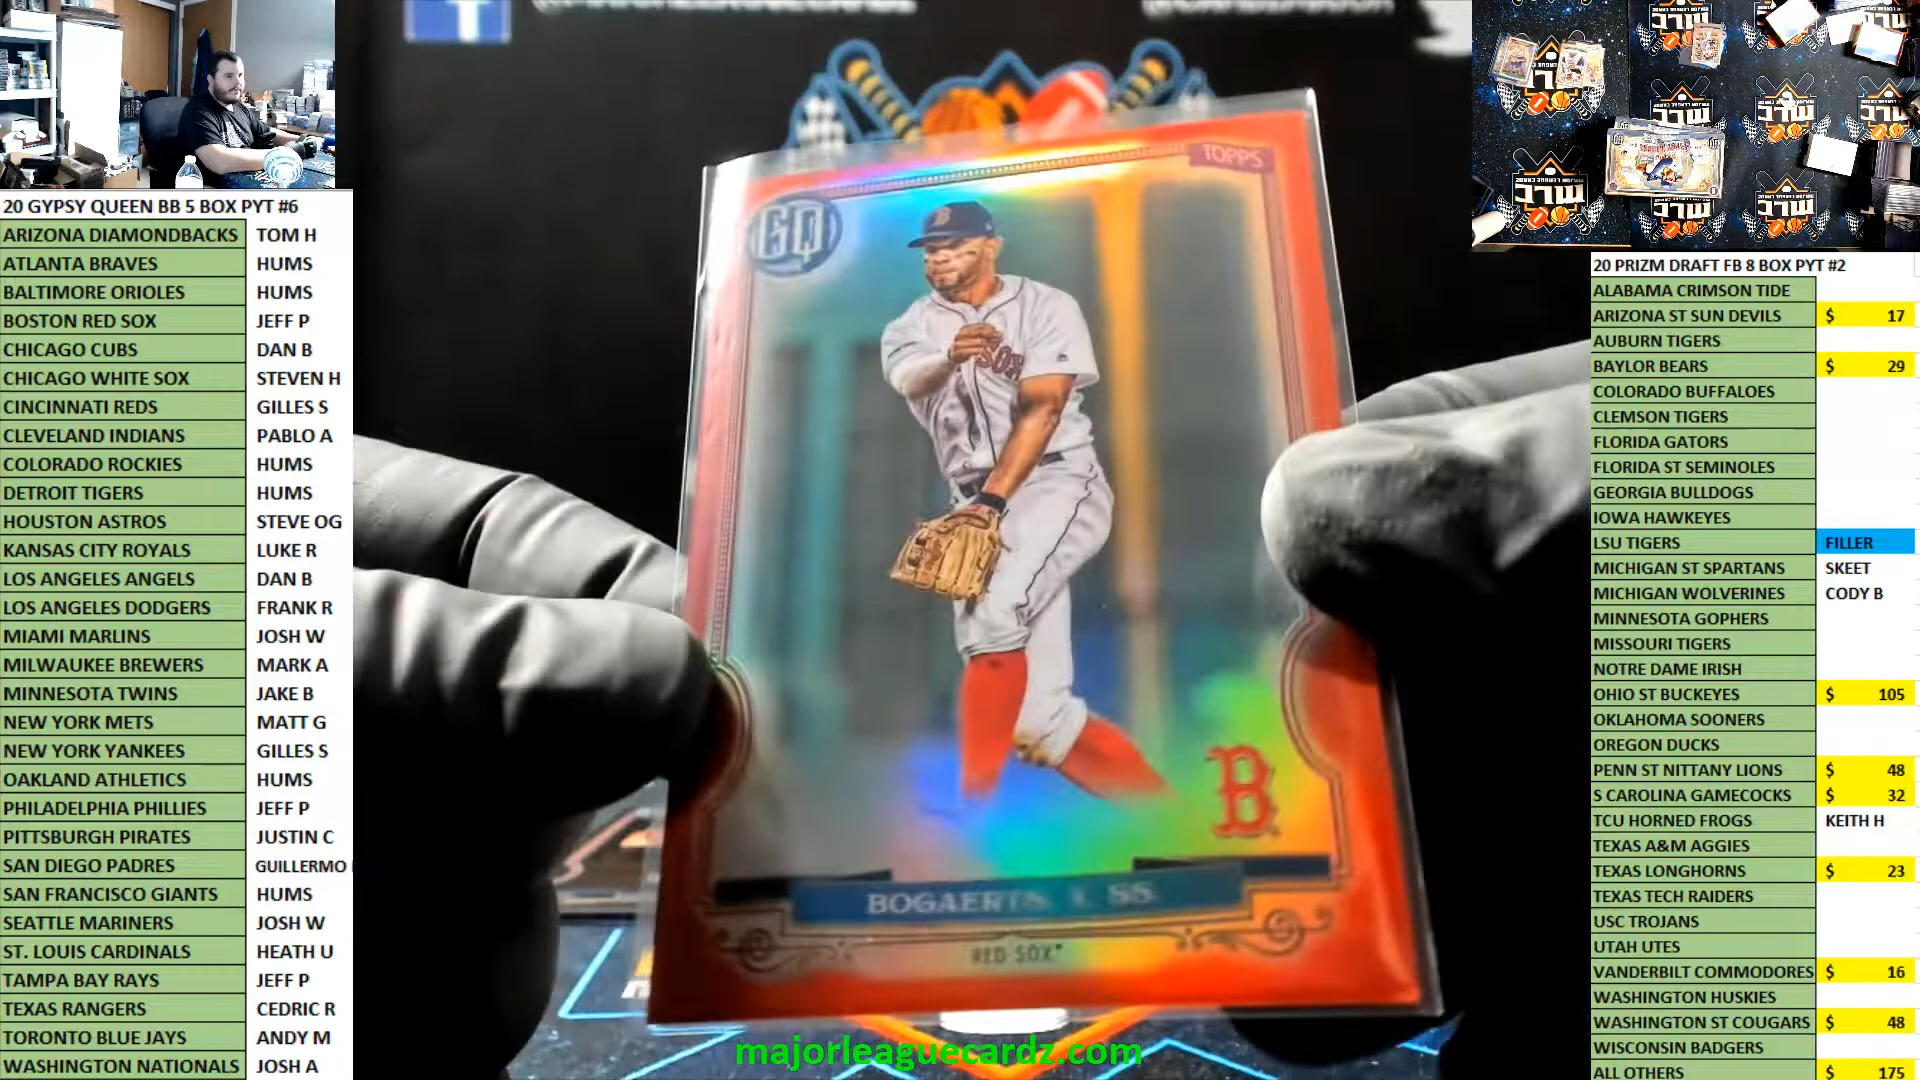 20 GYPSY QUEEN BB 5 BOX PYT #6
ARIZONA DIAMONDBACKS TOM H
ATLANTA BRAVES HUMS
BALTIMORE ORIOLES HUMS
BOSTON RED SOX JEFF P
CHICAGO CUBS DAN B
CHICAGO WHITE SOX STEVEN H
CINCINNATI REDS GILLES S
CLEVELAND INDIANS PABLO A
COLORADO ROCKIES HUMS
DETROIT TIGERS HUMS
HOUSTON ASTROS STEVE OG
KANSAS CITY ROYALS LUKE R
LOS ANGELES ANGELS DAN B
LOS ANGELES DODGERS FRANK R
MIAMI MARLINS JOSH W
MILWAUKEE BREWERS MARK A
MINNESOTA TWINS JAKE B
NEW YORK METS MATT G
NEW YORK YANKEES GILLES S
OAKLAND ATHLETICS HUMS
PHILADELPHIA PHILLIES JEFF P
PITTSBURGH PIRATES JUSTIN C
SAN DIEGO PADRES GUILLERMO
SAN FRANCISCO GIANTS HUMS
SEATTLE MARINERS JOSH W
ST. LOUIS CARDINALS HEATH U
TAMPA BAY RAYS JEFF P
TEXAS RANGERS CEDRIC R
TORONTO BLUE JAYS ANDY M
WASHINGTON NATIONALS JOSH A
TOPPS
GQ
B
SOX
B
BOGAERTS, X. SS.
RED SOX
majorleaguecardz.com
20 PRIZM DRAFT FB 8 BOX PYT #2
ALABAMA CRIMSON TIDE
ARIZONA ST SUN DEVILS $ 17
AUBURN TIGERS
BAYLOR BEARS $ 29
COLORADO BUFFALOES
CLEMSON TIGERS
FLORIDA GATORS
FLORIDA ST SEMINOLES
GEORGIA BULLDOGS
IOWA HAWKEYES
LSU TIGERS FILLER
MICHIGAN ST SPARTANS SKEET
MICHIGAN WOLVERINES CODY B
MINNESOTA GOPHERS
MISSOURI TIGERS
NOTRE DAME IRISH
OHIO ST BUCKEYES $ 105
OKLAHOMA SOONERS
OREGON DUCKS
PENN ST NITTANY LIONS $ 48
S CAROLINA GAMECOCKS $ 32
TCU HORNED FROGS KEITH H
TEXAS A&M AGGIES
TEXAS LONGHORNS $ 23
TEXAS TECH RAIDERS
USC TROJANS
UTAH UTES
VANDERBILT COMMODORES $ 16
WASHINGTON HUSKIES
WASHINGTON ST COUGARS $ 48
WISCONSIN BADGERS
ALL OTHERS $ 175